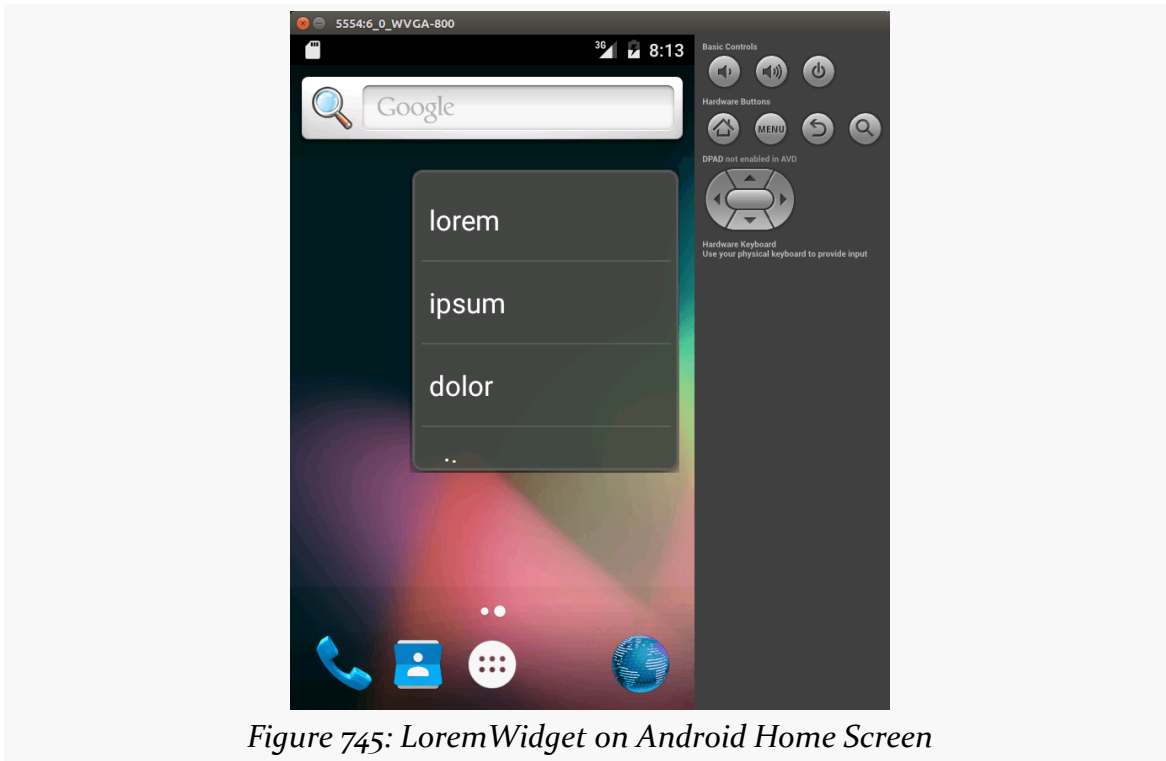 5554:6_0_WVGA-800
3G 8:13
Google
lorem
ipsum
dolor
Basic Controls
Hardware Buttons
MENU
DPAD not enabled in AVD
Hardware Keyboard
Use your physical keyboard to provide input
Figure 745: LoremWidget on Android Home Screen